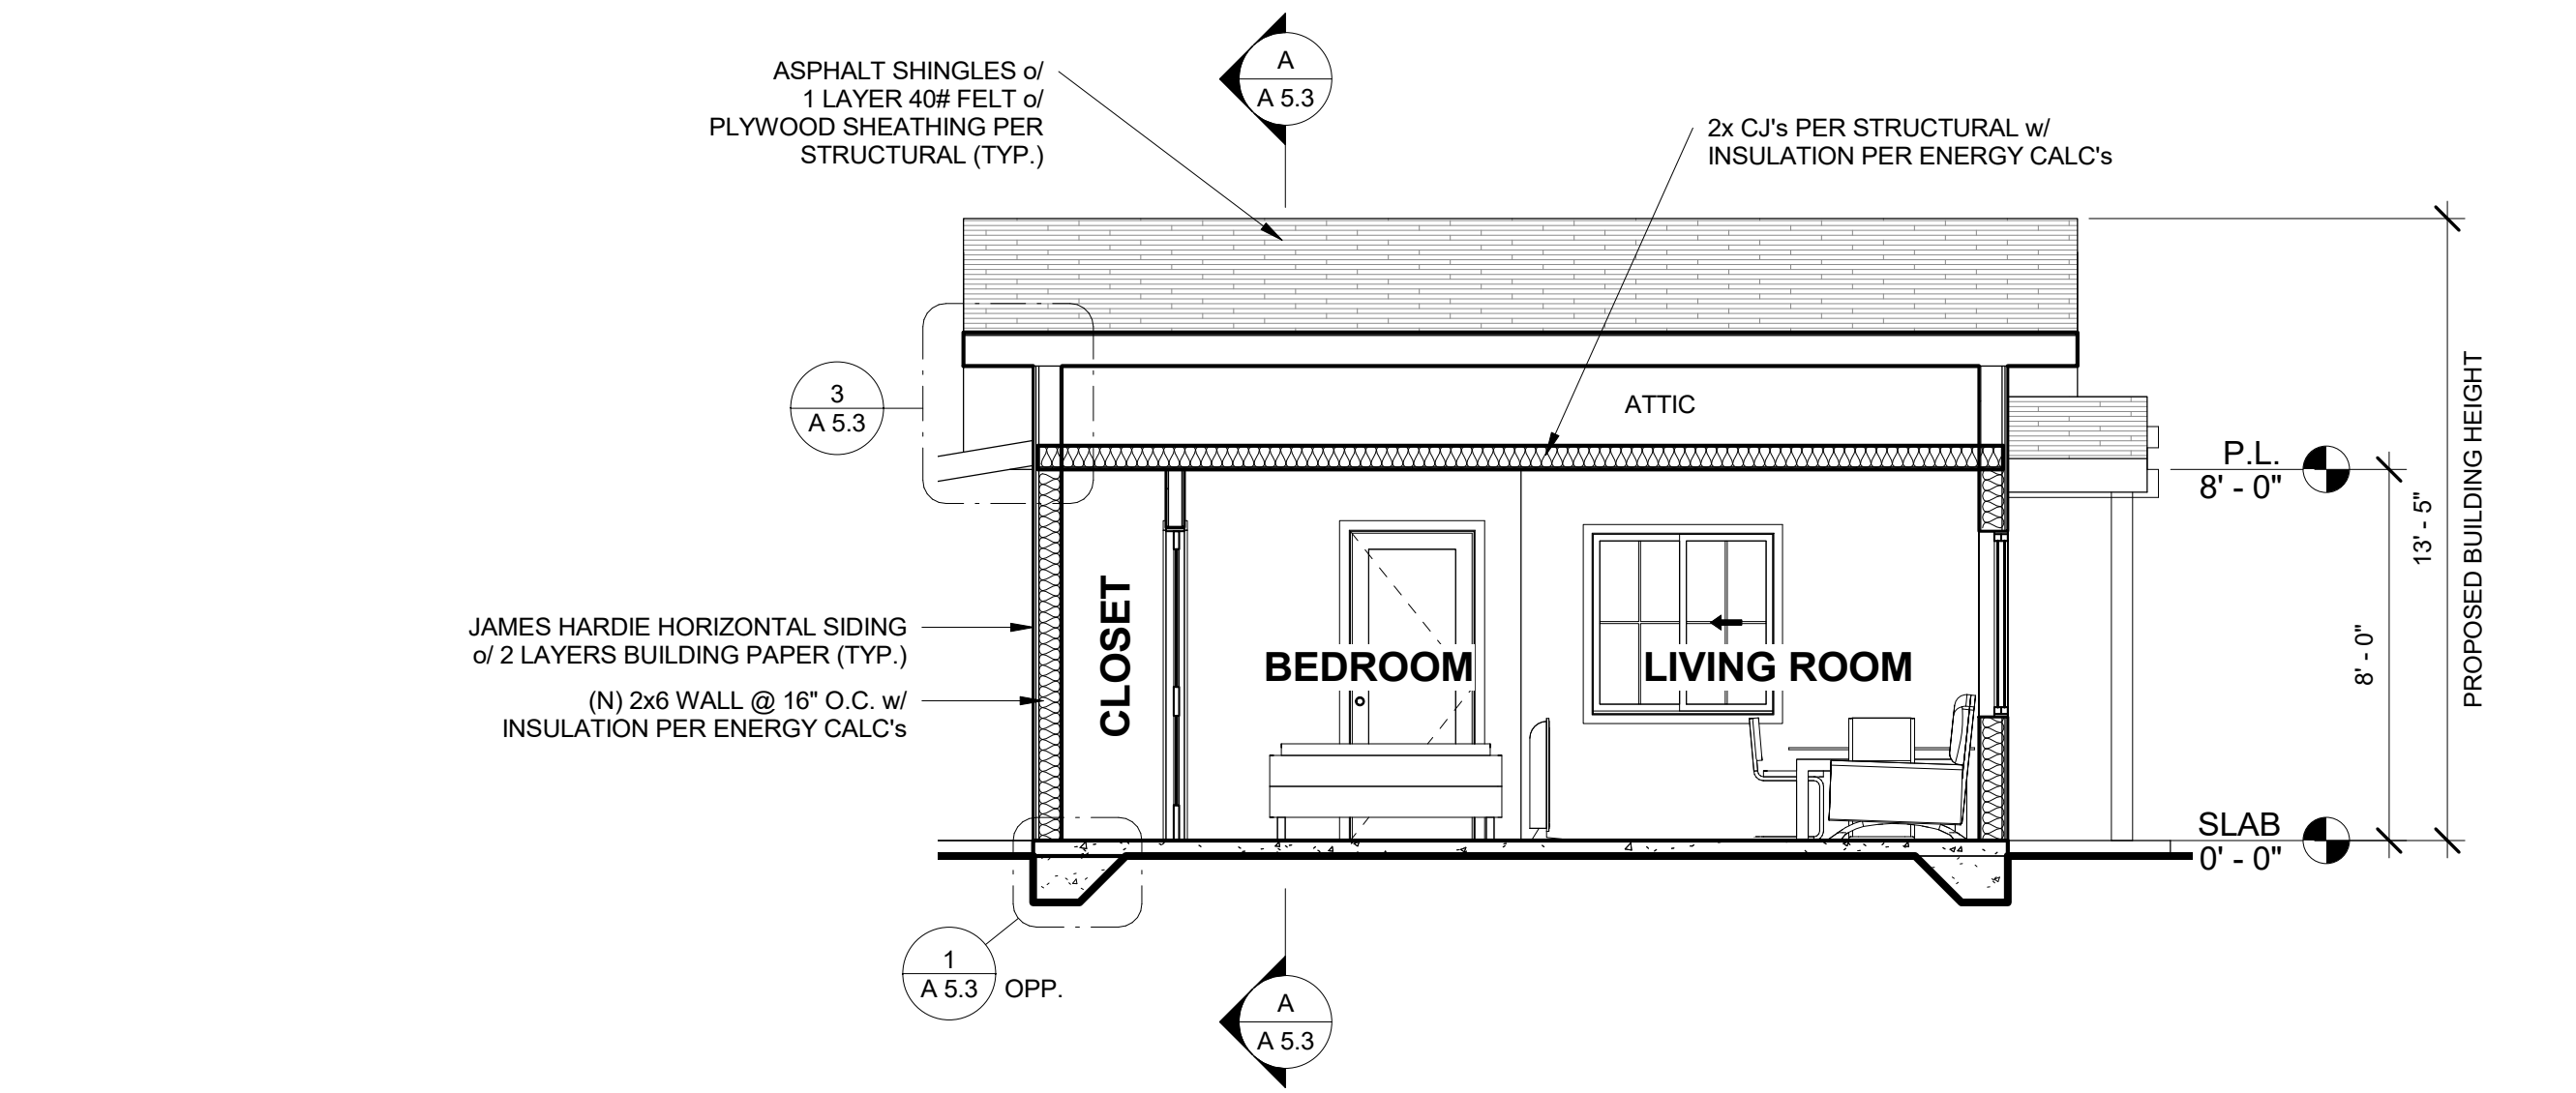 A
A 5.3
ASPHALT SHINGLES o/
1 LAYER 40# FELT o/
PLYWOOD SHEATHING PER
STRUCTURAL (TYP.)
2x CJ's PER STRUCTURAL w/
INSULATION PER ENERGY CALC's
3
A 5.3
ATTIC
P.L.
8' - 0"
13' - 5"
PROPOSED BUILDING HEIGHT
8' - 0"
JAMES HARDIE HORIZONTAL SIDING
o/ 2 LAYERS BUILDING PAPER (TYP.)
(N) 2x6 WALL @ 16" O.C. w/
INSULATION PER ENERGY CALC's
CLOSET
BEDROOM
LIVING ROOM
SLAB
0' - 0"
1
A 5.3
OPP.
A
A 5.3